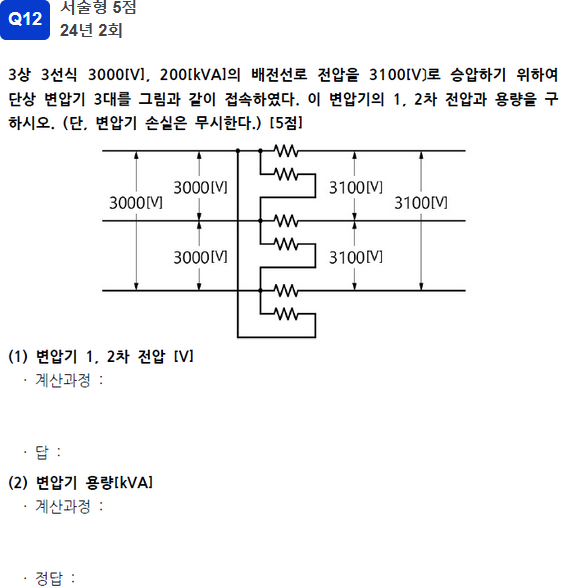 Q12
서술형 5점
24년 2회
3상 3선식 3000[V], 200[kVA]의 배전선로 전압을 3100[V]로 승압하기 위하여
단상 변압기 3대를 그림과 같이 접속하였다. 이 변압기의 1, 2차 전압과 용량을 구
하시오. (단, 변압기 손실은 무시한다.) [5점]
3000[V] 3100[V]
3000[V] 3100[V]
3000[V] 3100[V]
(1) 변압기 1, 2차 전압 [V]
· 계산과정 :
· 답 :
(2) 변압기 용량[kVA]
· 계산과정 :
· 정답 :